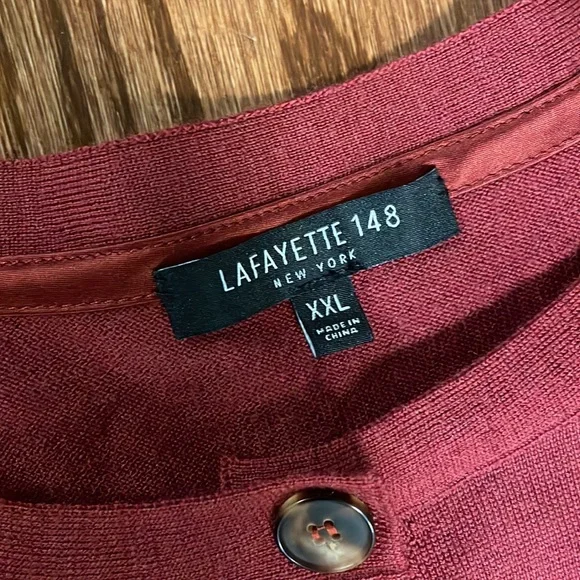 LAFAYETTE 148
NEW YORK
XXL
MADE IN
CHINA